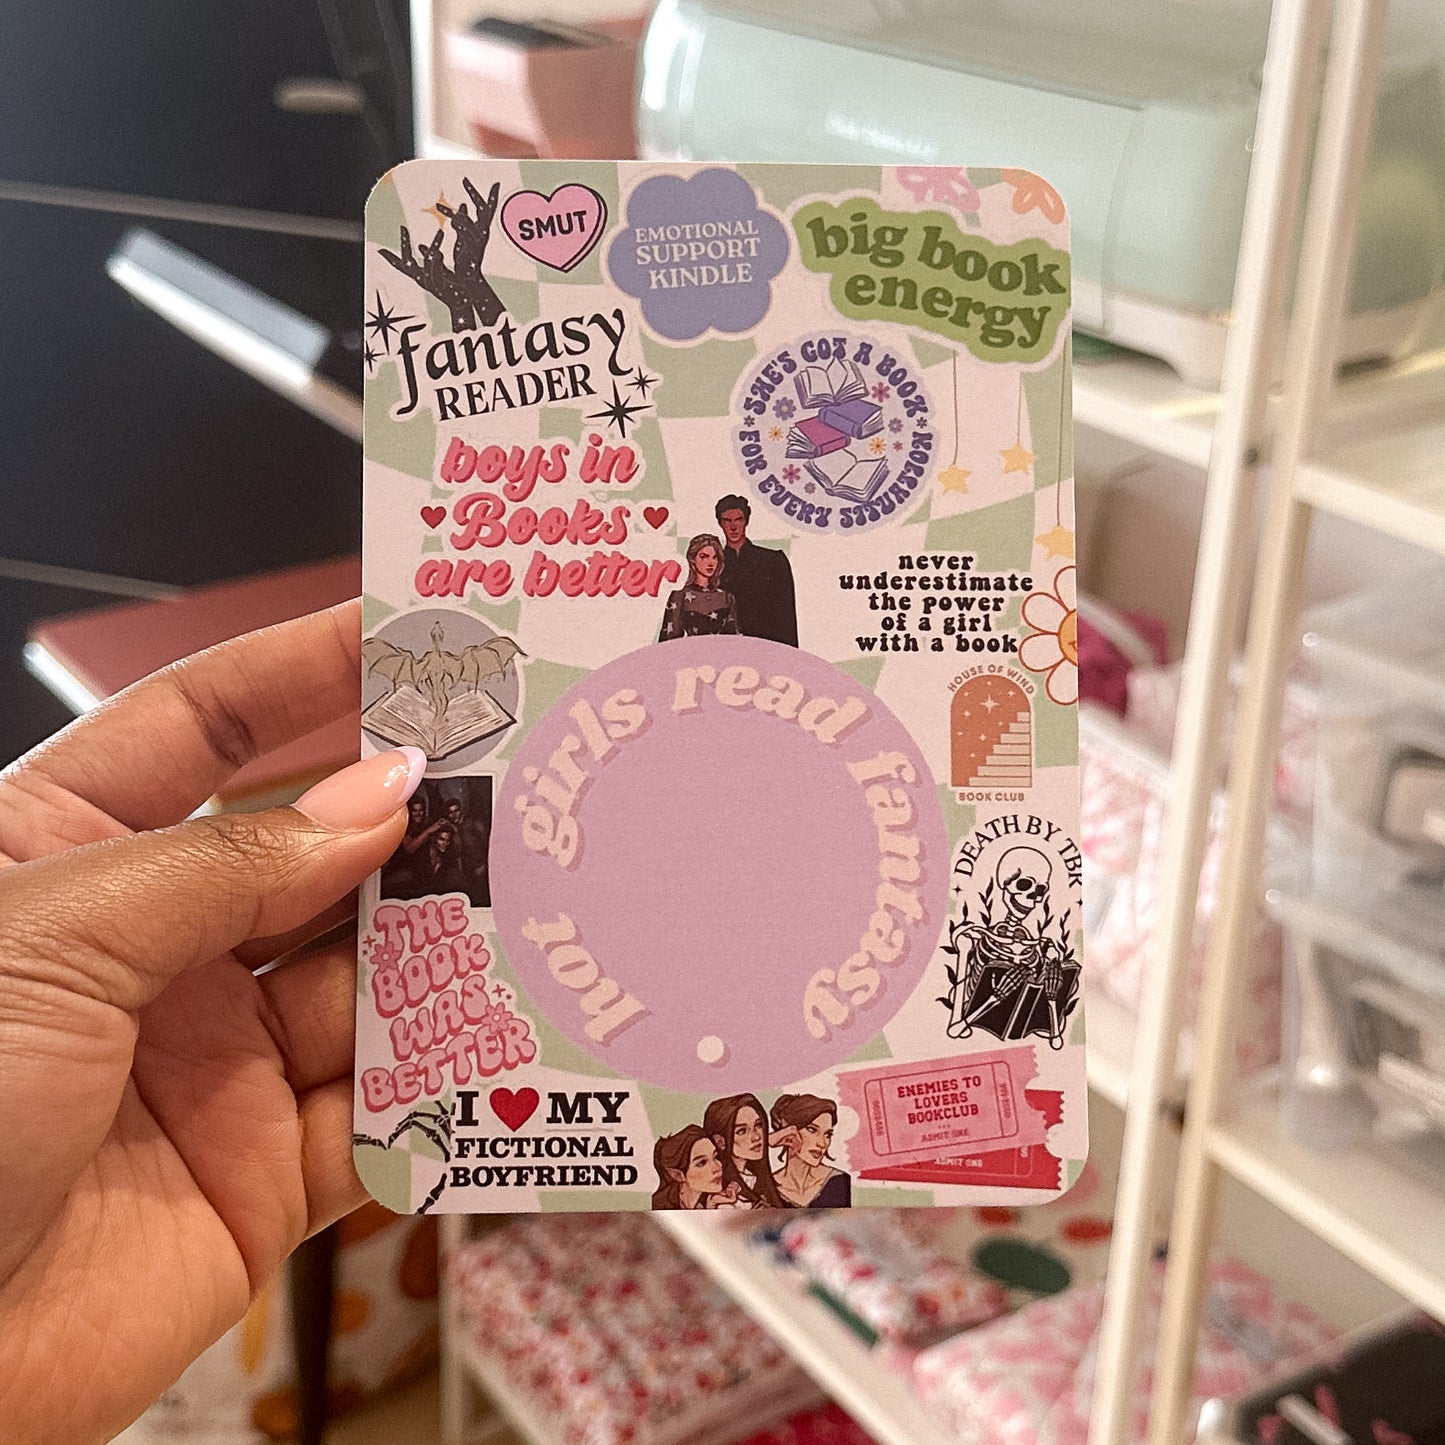 SMUT
EMOTIONAL
SUPPORT
KINDLE
big book
energy
fantasy
READER
SHE'S GOT A BOOK
FOR EVERY SITUATION
boys in
Books
are better
never
underestimate
the power
of a girl
with a book
hot girls read fantasy
HOUSE OF WIND
BOOK CLUB
DEATH BY TBR
THE
BOOK
WAS
BETTER
I MY
FICTIONAL
BOYFRIEND
ENEMIES TO
LOVERS
BOOKCLUB
ADMIT ONE
ADMIT ONE